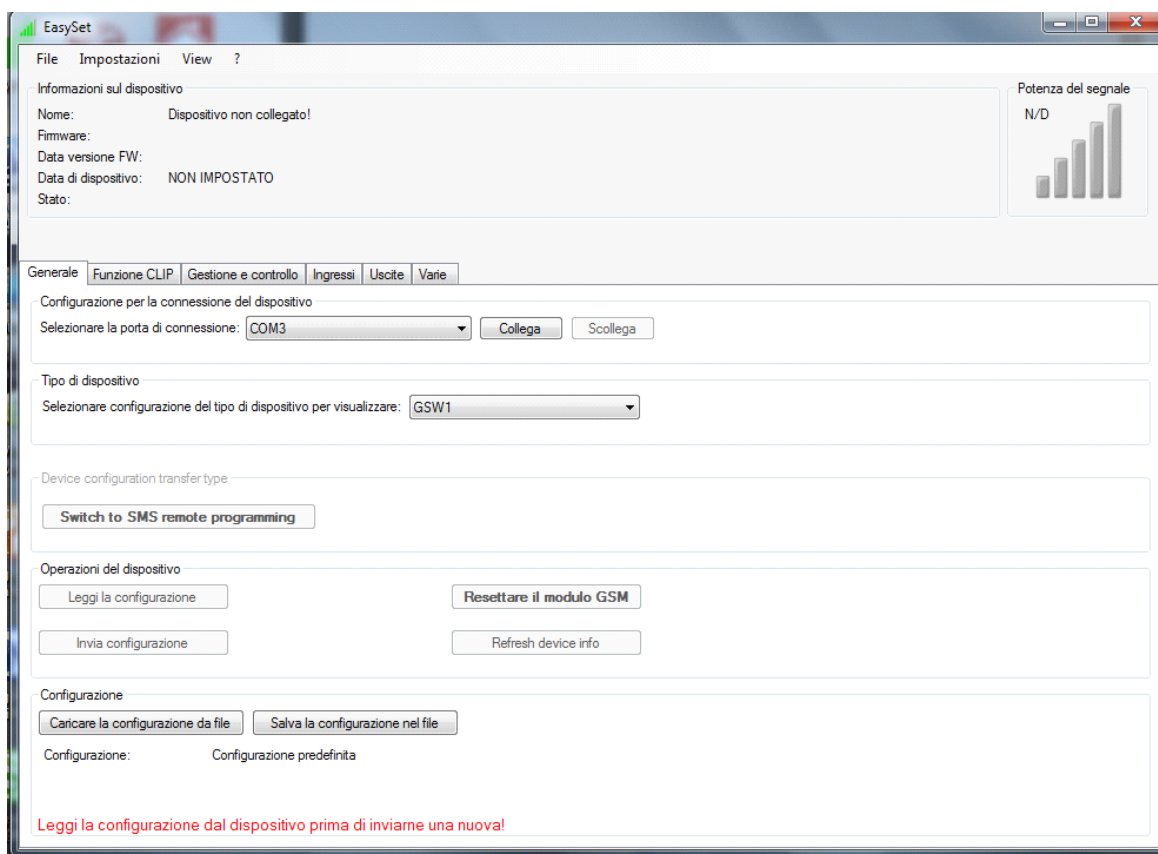 EasySet
File Impostazioni View ?
Informazioni sul dispositivo
Nome: Dispositivo non collegato!
Firmware:
Data versione FW:
Data di dispositivo: NON IMPOSTATO
Stato:
Potenza del segnale
N/D
Generale Funzione CLIP Gestione e controllo Ingressi Uscite Varie
Configurazione per la connessione del dispositivo
Selezionare la porta di connessione: COM3 Collega Scollega
Tipo di dispositivo
Selezionare configurazione del tipo di dispositivo per visualizzare: GSW1
Device configuration transfer type
Switch to SMS remote programming
Operazioni del dispositivo
Leggi la configurazione Resettare il modulo GSM
Invia configurazione Refresh device info
Configurazione
Caricare la configurazione da file Salva la configurazione nel file
Configurazione: Configurazione predefinita
Leggi la configurazione dal dispositivo prima di inviarne una nuova!